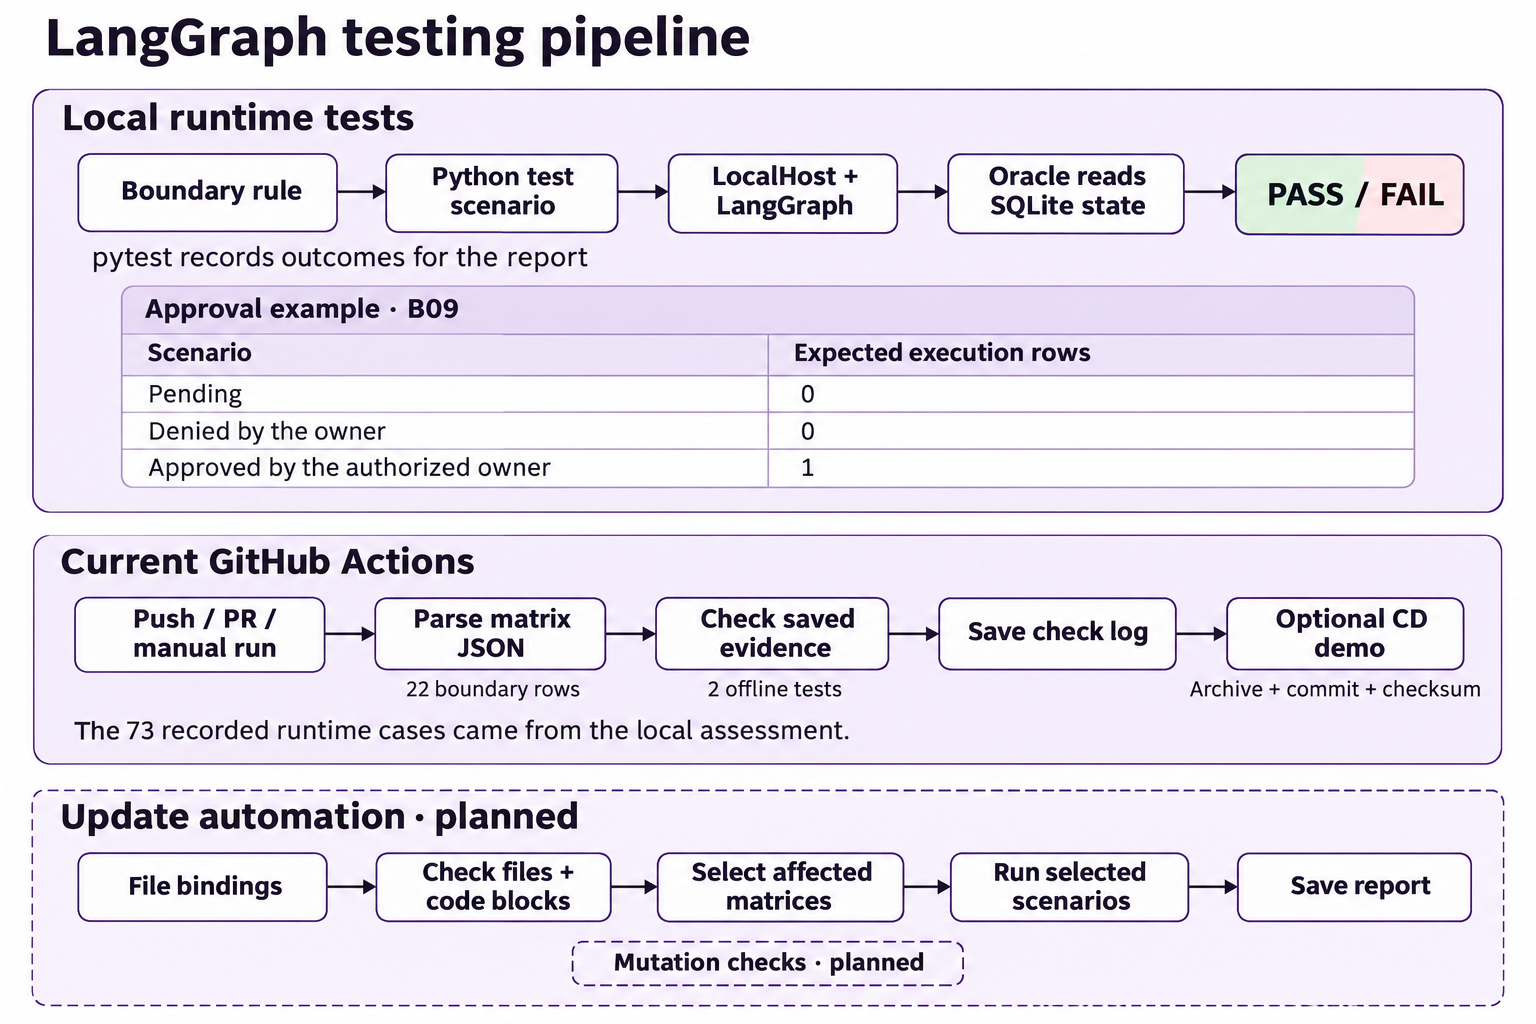 LangGraph testing pipeline
Local runtime tests
Boundary rule
Python test
scenario
LocalHost +
LangGraph
Oracle reads
SQLite state
PASS / FAIL
pytest records outcomes for the report
Approval example · B09
Scenario
Expected execution rows
Pending
0
Denied by the owner
0
Approved by the authorized owner
1
Current GitHub Actions
Push / PR /
manual run
Parse matrix
JSON
22 boundary rows
Check saved
evidence
2 offline tests
Save check log
Optional CD
demo
Archive + commit + checksum
The 73 recorded runtime cases came from the local assessment.
Update automation · planned
File bindings
Check files +
code blocks
Select affected
matrices
Run selected
scenarios
Save report
Mutation checks · planned